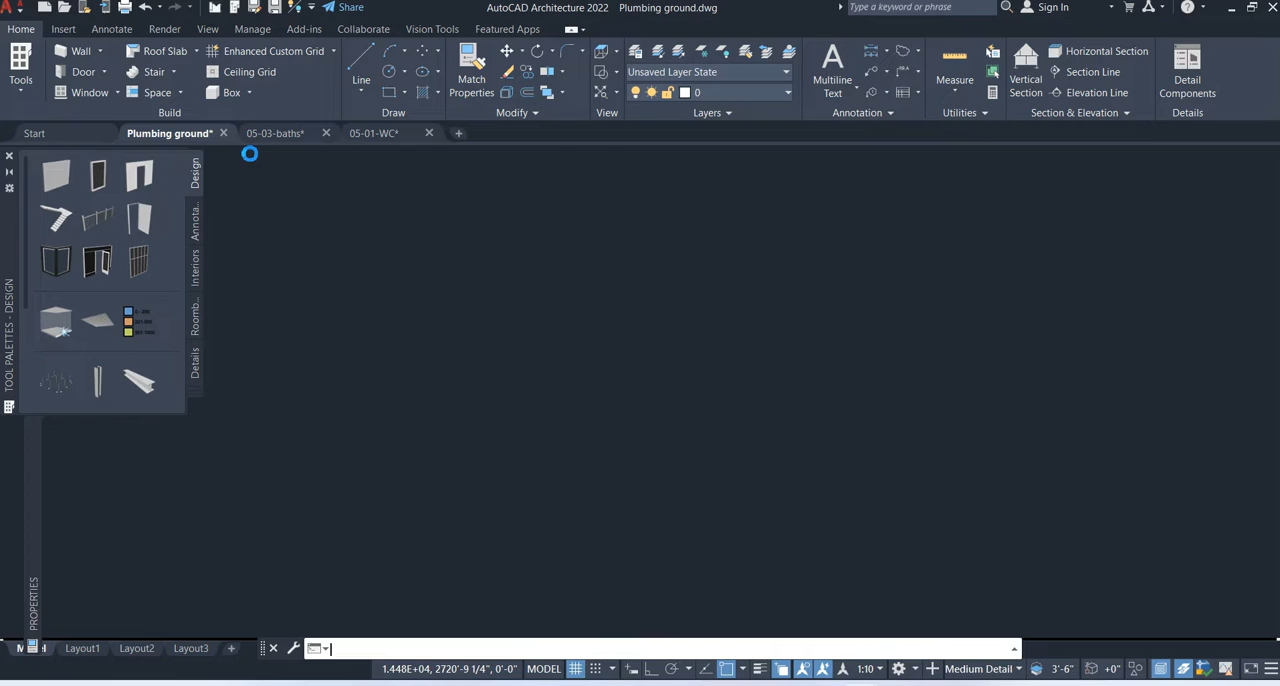 Share
AutoCAD Architecture 2022 Plumbing ground.dwg
Type a keyword or phrase
Sign In
Home Insert Annotate Render View Manage Add-ins Collaborate Vision Tools Featured Apps
Wall Roof Slab Enhanced Custom Grid
Door Stair Ceiling Grid
Window Space Box
Tools
Line
Match Properties
Unsaved Layer State
0
Multiline Text
Measure
Vertical Section
Horizontal Section
Section Line
Elevation Line
Detail Components
Build Draw Modify View Layers Annotation Utilities Section & Elevation Details
Start Plumbing ground* 05-03-baths* 05-01-WC*
Design
Annota...
Interiors
Roomb...
Details
TOOL PALETTES - DESIGN
PROPERTIES
Layout1 Layout2 Layout3
1.448E+04, 2720'-9 1/4", 0'-0" MODEL 1:10 Medium Detail 3'-6" +0"